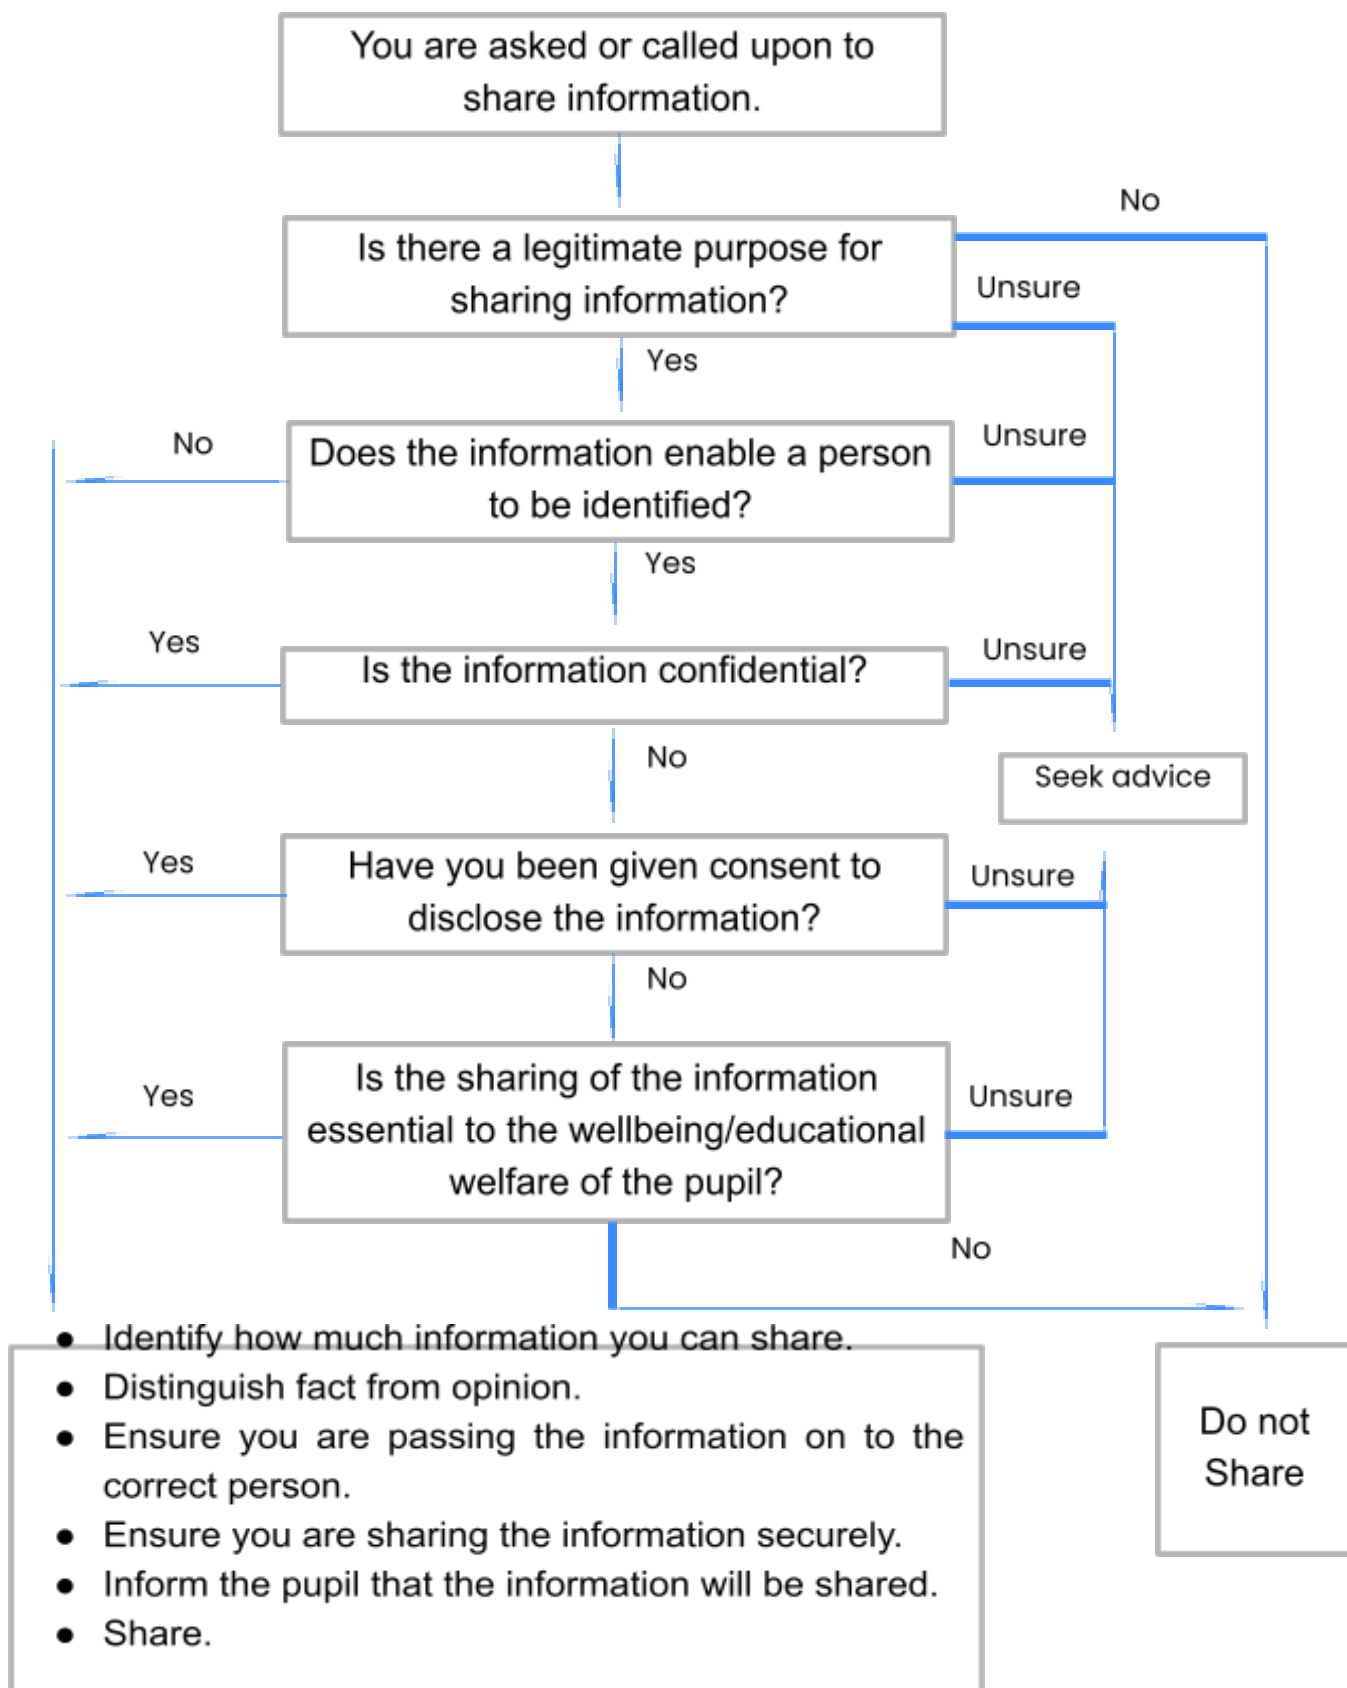 You are asked or called upon to
share information.
No
Is there a legitimate purpose for
sharing information?
Unsure
Yes
No
Does the information enable a person
to be identified?
Unsure
Yes
Yes
Is the information confidential?
Unsure
No
Seek advice
Yes
Have you been given consent to
disclose the information?
Unsure
No
Yes
Is the sharing of the information
essential to the wellbeing/educational
welfare of the pupil?
Unsure
No
● Identify how much information you can share.
● Distinguish fact from opinion.
● Ensure you are passing the information on to the
correct person.
● Ensure you are sharing the information securely.
● Inform the pupil that the information will be shared.
● Share.
Do not
Share